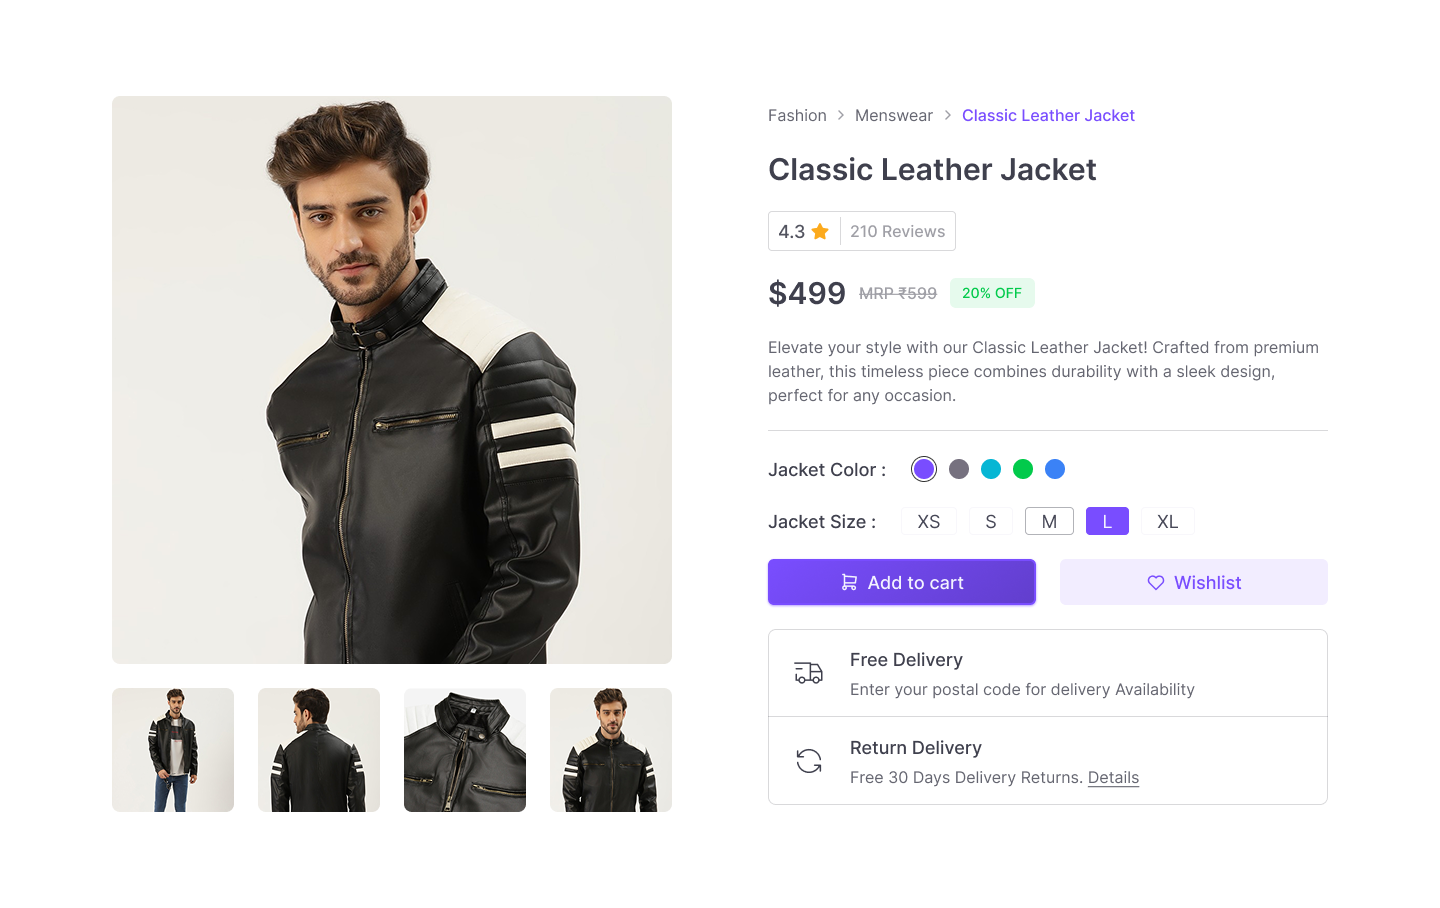 Fashion > Menswear > Classic Leather Jacket
Classic Leather Jacket
4.3 210 Reviews
$499 MRP ₹599 20% OFF
Elevate your style with our Classic Leather Jacket! Crafted from premium
leather, this timeless piece combines durability with a sleek design,
perfect for any occasion.
Jacket Color :
Jacket Size : XS S M L XL
Add to cart Wishlist
Free Delivery
Enter your postal code for delivery Availability
Return Delivery
Free 30 Days Delivery Returns. Details